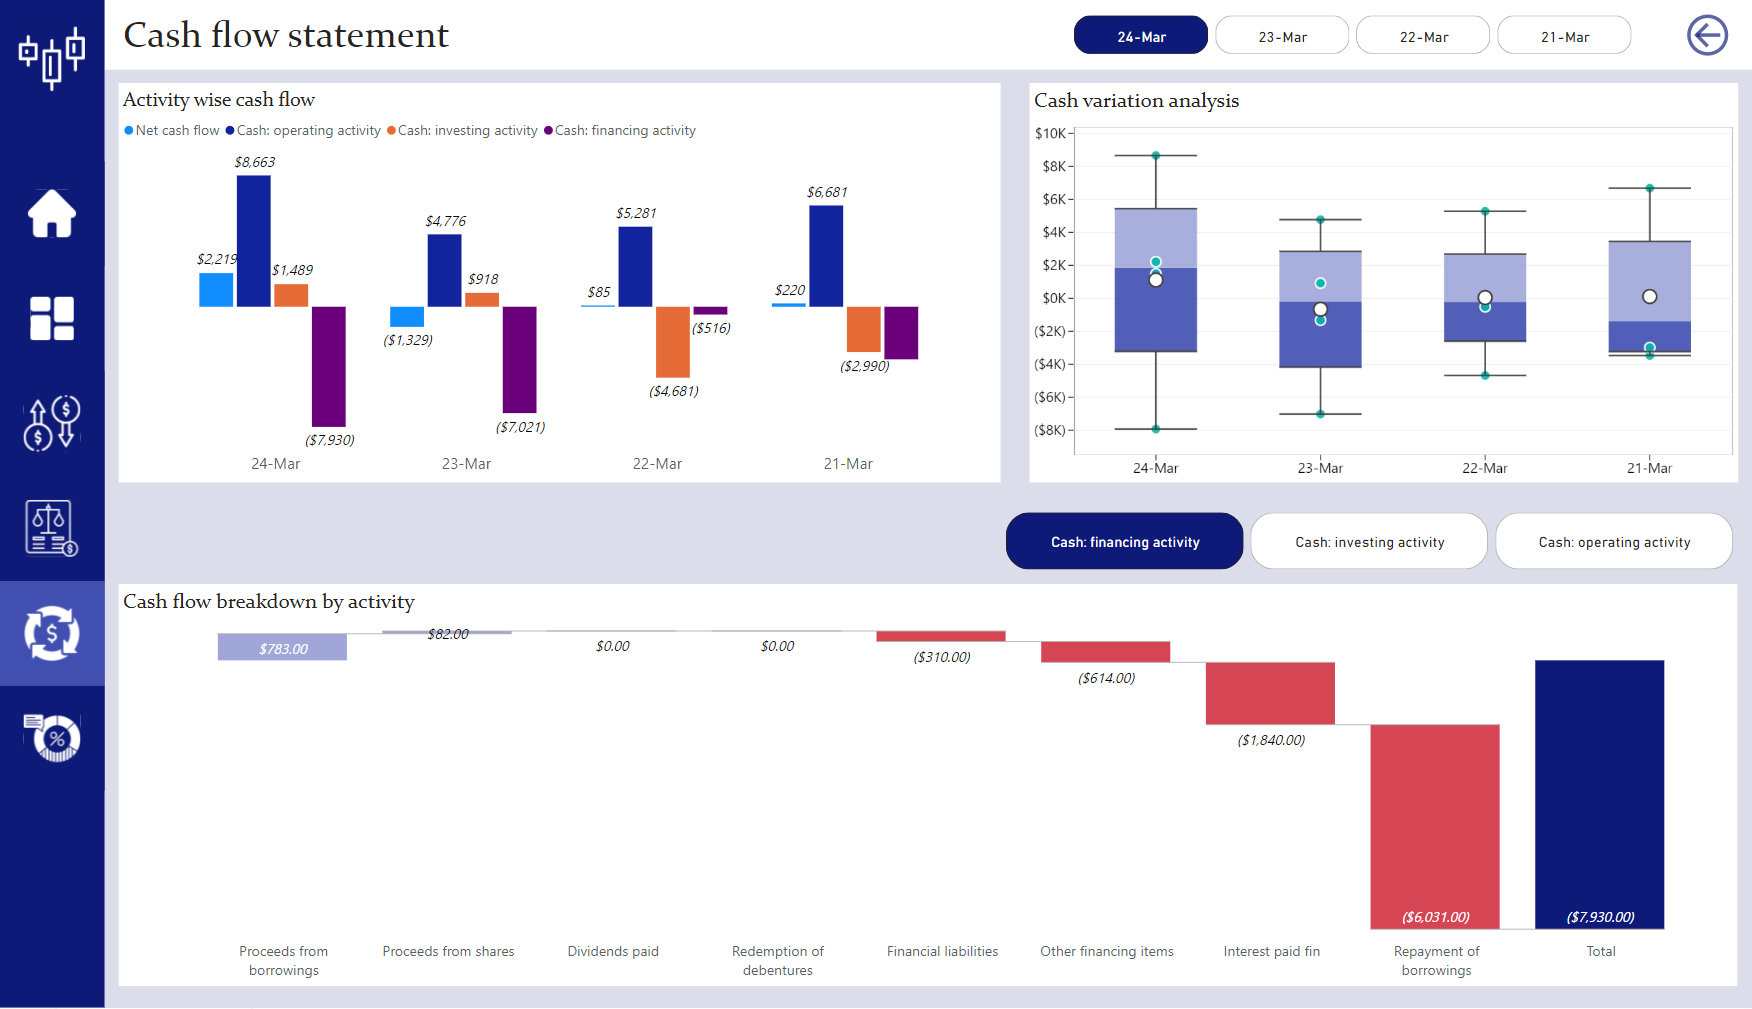 Cash flow statement
24-Mar
23-Mar
22-Mar
21-Mar
Activity wise cash flow
Net cash flow
Cash: operating activity
Cash: investing activity
Cash: financing activity
$8,663
$2,219
$1,489
($7,930)
$4,776
$918
($1,329)
($7,021)
$5,281
$85
($516)
($4,681)
$6,681
$220
($2,990)
24-Mar
23-Mar
22-Mar
21-Mar
Cash variation analysis
$10K
$8K
$6K
$4K
$2K
$0K
($2K)
($4K)
($6K)
($8K)
24-Mar
23-Mar
22-Mar
21-Mar
Cash: financing activity
Cash: investing activity
Cash: operating activity
Cash flow breakdown by activity
$783.00
$82.00
$0.00
$0.00
($310.00)
($614.00)
($1,840.00)
($6,031.00)
($7,930.00)
Proceeds from
borrowings
Proceeds from shares
Dividends paid
Redemption of
debentures
Financial liabilities
Other financing items
Interest paid fin
Repayment of
borrowings
Total
$
$
$
$
%